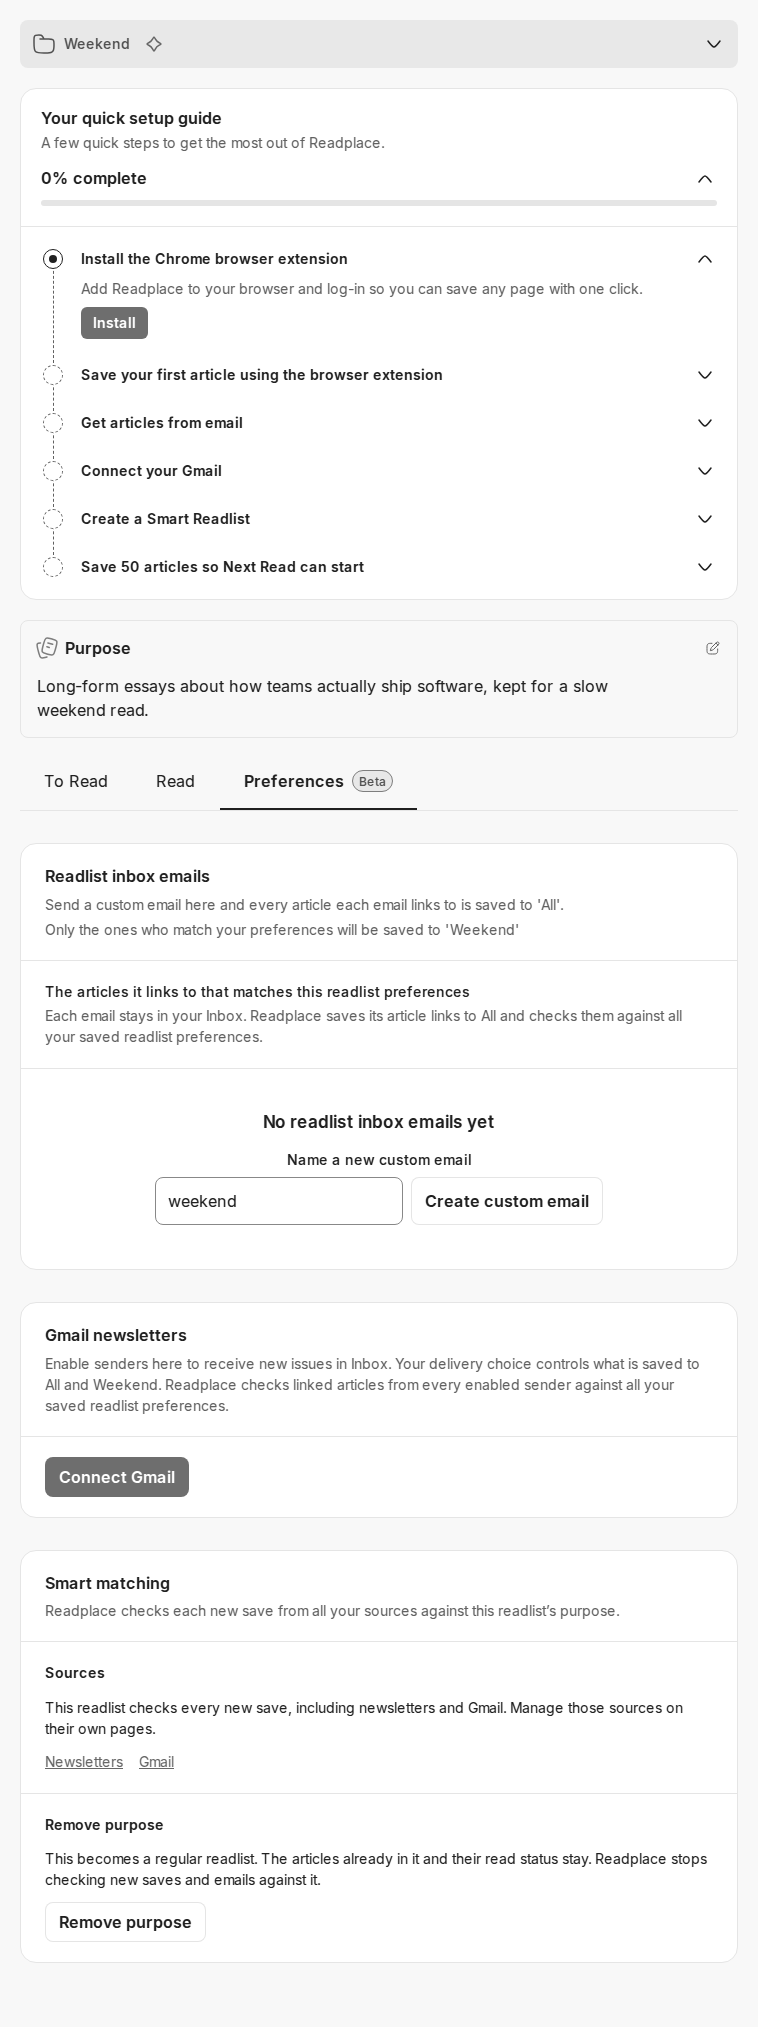 Weekend
Your quick setup guide
A few quick steps to get the most out of Readplace.
0% complete
Install the Chrome browser extension
Add Readplace to your browser and log-in so you can save any page with one click.
Install
Save your first article using the browser extension
Get articles from email
Connect your Gmail
Create a Smart Readlist
Save 50 articles so Next Read can start
Purpose
Long-form essays about how teams actually ship software, kept for a slow
weekend read.
To Read Read Preferences Beta
Readlist inbox emails
Send a custom email here and every article each email links to is saved to 'All'.
Only the ones who match your preferences will be saved to 'Weekend'
The articles it links to that matches this readlist preferences
Each email stays in your Inbox. Readplace saves its article links to All and checks them against all
your saved readlist preferences.
No readlist inbox emails yet
Name a new custom email
weekend Create custom email
Gmail newsletters
Enable senders here to receive new issues in Inbox. Your delivery choice controls what is saved to
All and Weekend. Readplace checks linked articles from every enabled sender against all your
saved readlist preferences.
Connect Gmail
Smart matching
Readplace checks each new save from all your sources against this readlist’s purpose.
Sources
This readlist checks every new save, including newsletters and Gmail. Manage those sources on
their own pages.
Newsletters Gmail
Remove purpose
This becomes a regular readlist. The articles already in it and their read status stay. Readplace stops
checking new saves and emails against it.
Remove purpose